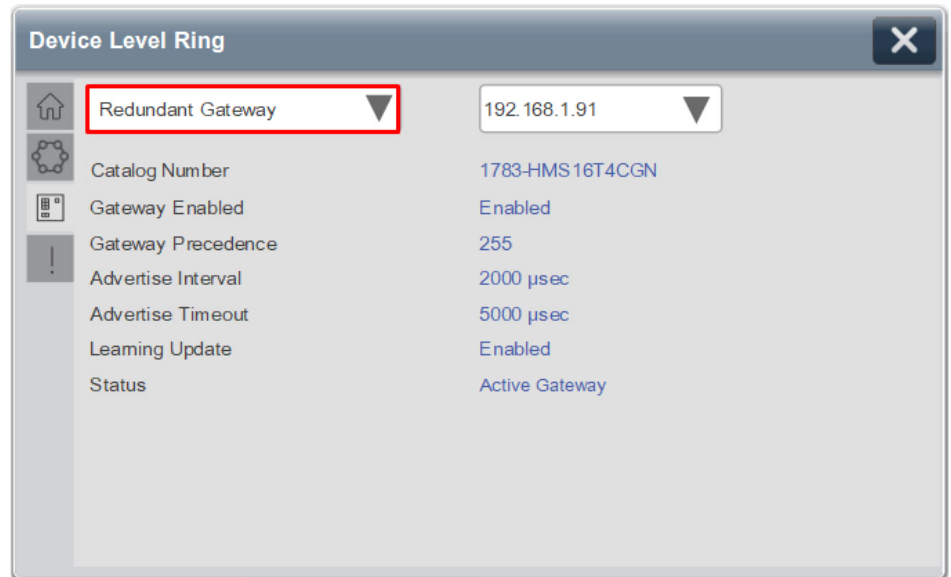 Device Level Ring
Redundant Gateway 192.168.1.91
Catalog Number 1783-HMS16T4CGN
Gateway Enabled Enabled
Gateway Precedence 255
Advertise Interval 2000 µsec
Advertise Timeout 5000 µsec
Learning Update Enabled
Status Active Gateway